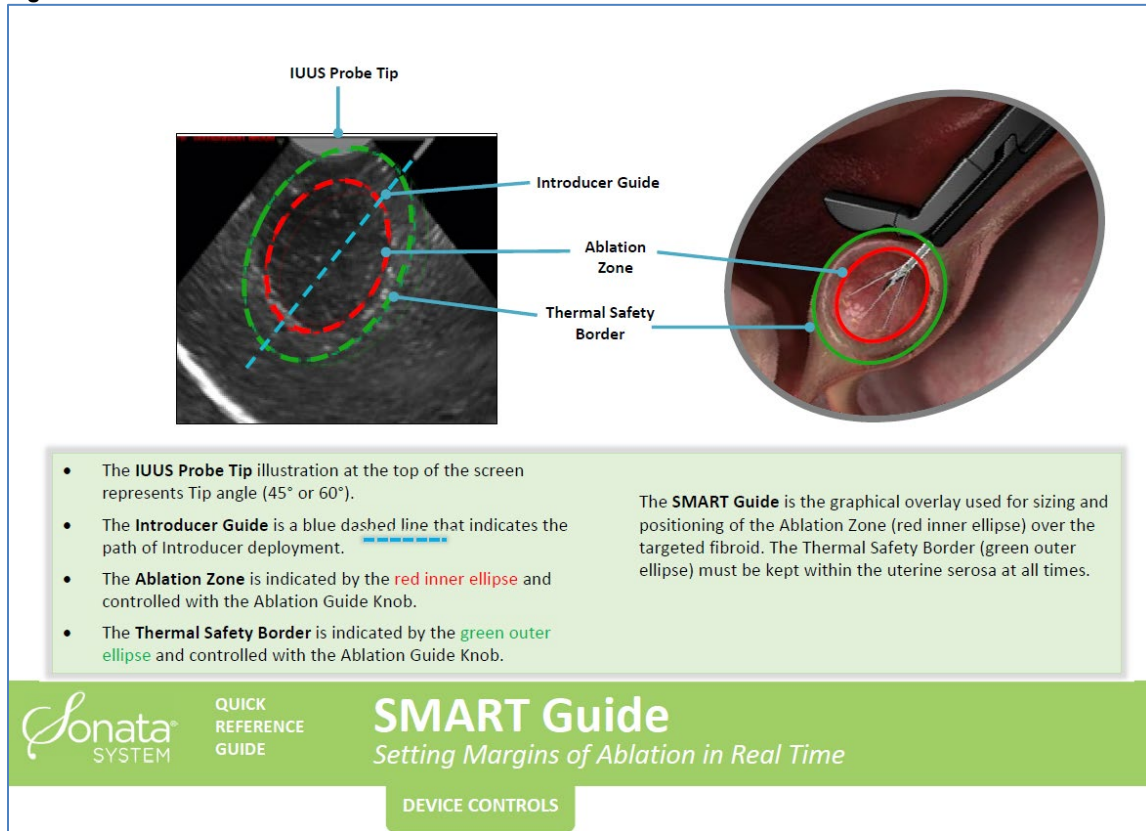 IUUS Probe Tip
Introducer Guide
Ablation
Zone
Thermal Safety
Border
• The IUUS Probe Tip illustration at the top of the screen
represents Tip angle (45° or 60°).
• The Introducer Guide is a blue dashed line that indicates the
path of Introducer deployment.
• The Ablation Zone is indicated by the red inner ellipse and
controlled with the Ablation Guide Knob.
• The Thermal Safety Border is indicated by the green outer
ellipse and controlled with the Ablation Guide Knob.
The SMART Guide is the graphical overlay used for sizing and
positioning of the Ablation Zone (red inner ellipse) over the
targeted fibroid. The Thermal Safety Border (green outer
ellipse) must be kept within the uterine serosa at all times.
Sonata®
SYSTEM
QUICK
REFERENCE
GUIDE
SMART Guide
Setting Margins of Ablation in Real Time
DEVICE CONTROLS